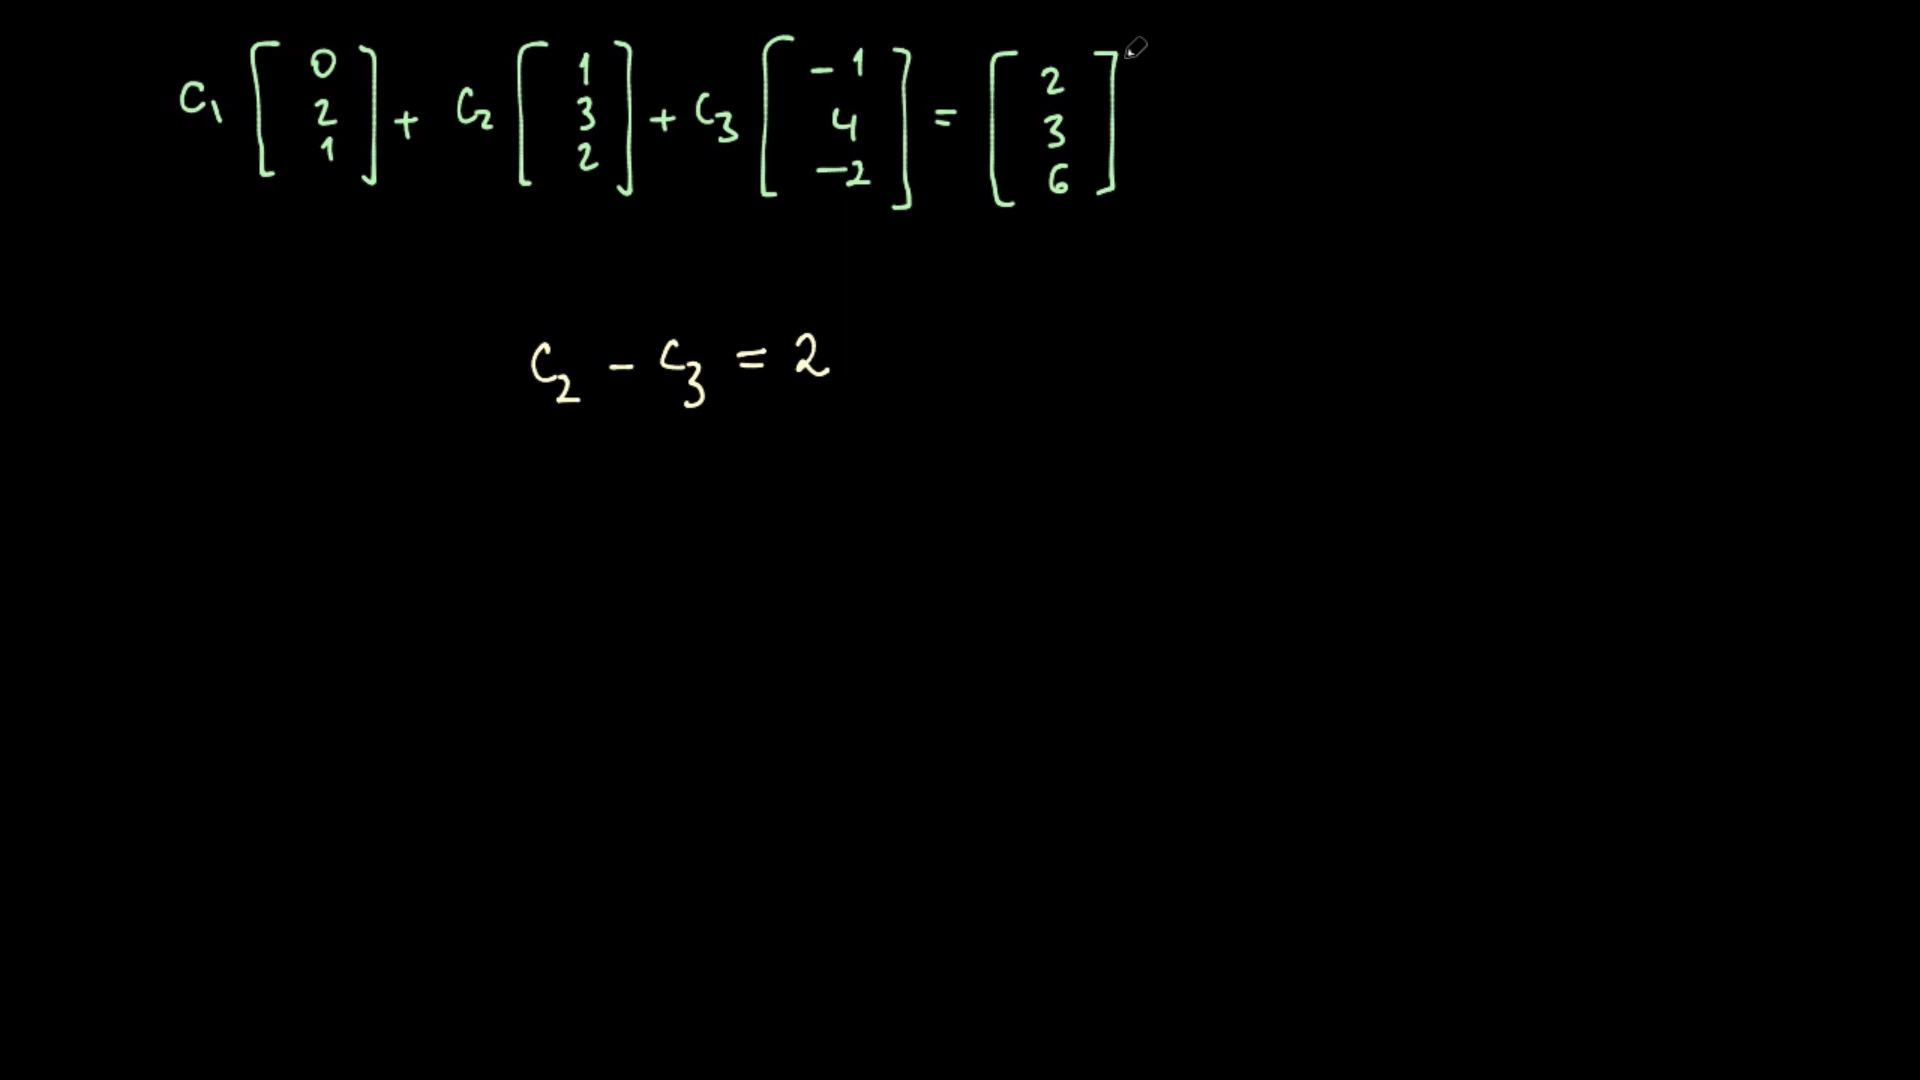 C₁ [0 2 1] + C₂ [1 3 2] + C₃ [-1 4 -2] = [2 3 6]
C₂ - C₃ = 2